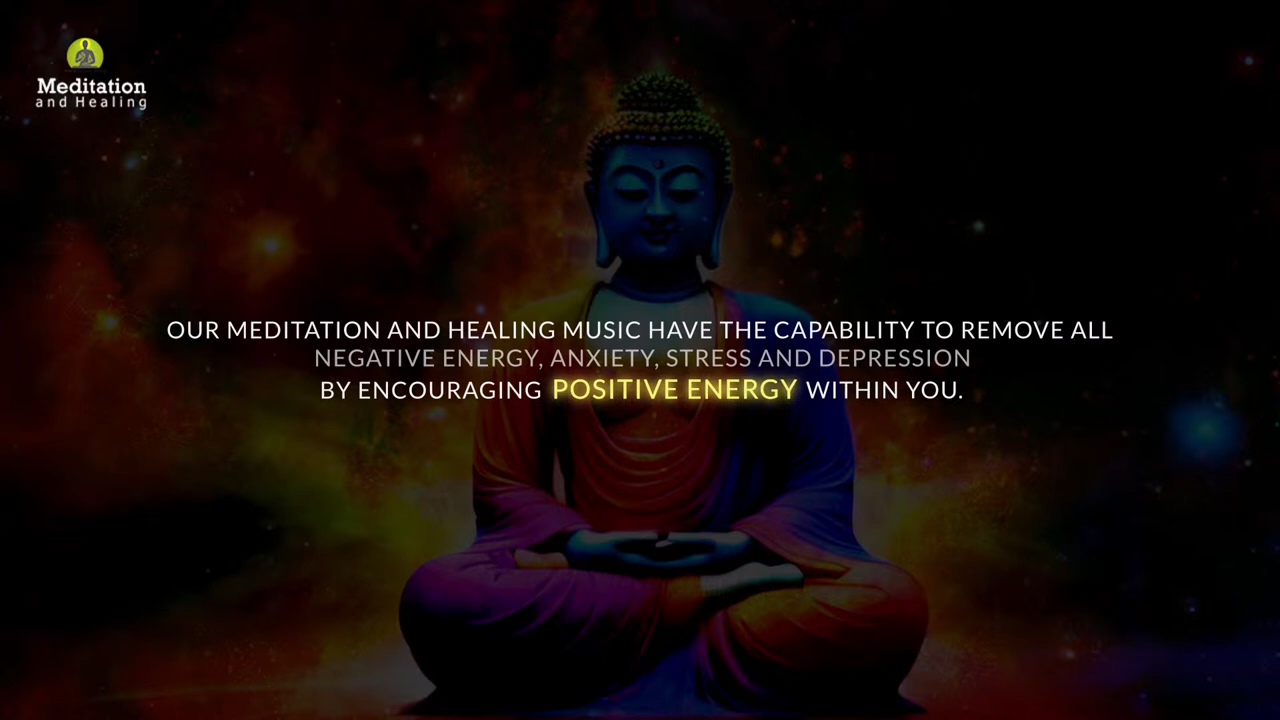 Meditation
and Healing
OUR MEDITATION AND HEALING MUSIC HAVE THE CAPABILITY TO REMOVE ALL
NEGATIVE ENERGY, ANXIETY, STRESS AND DEPRESSION
BY ENCOURAGING POSITIVE ENERGY WITHIN YOU.